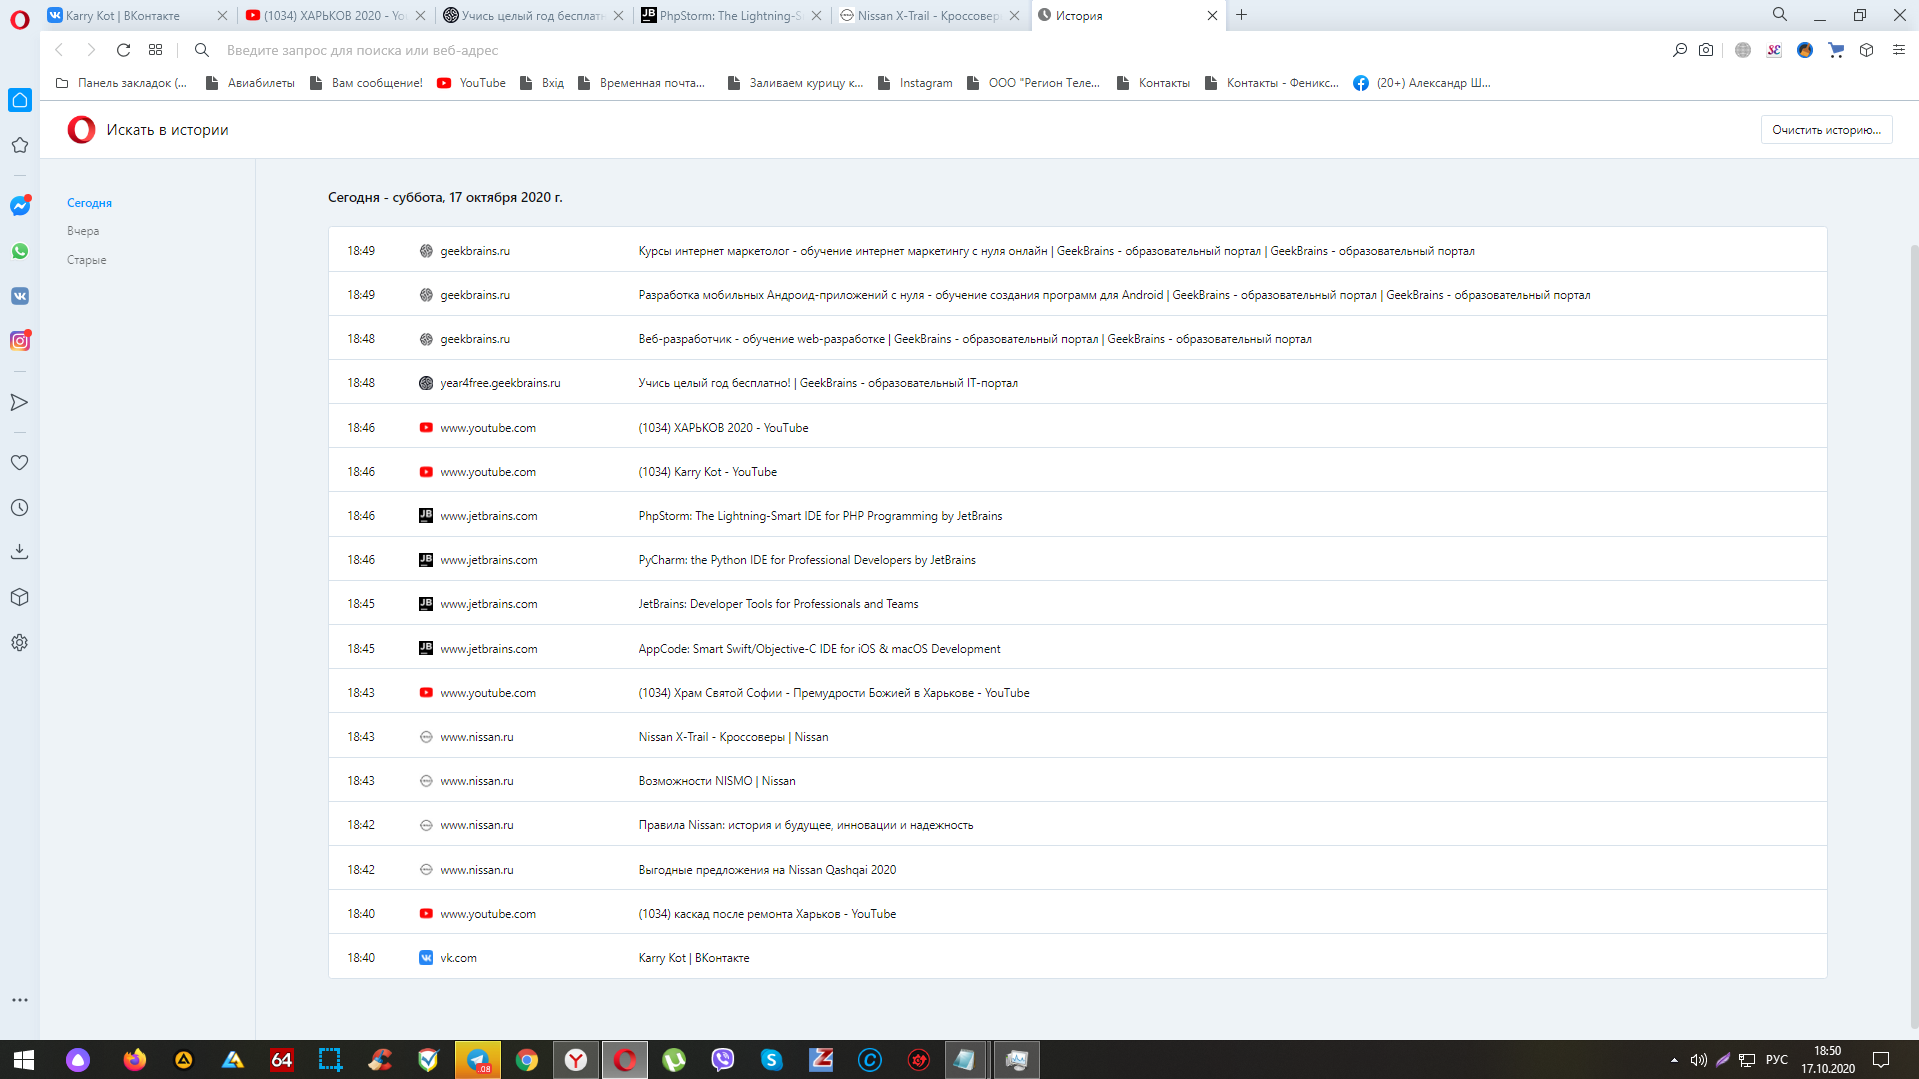 Karry Kot | ВКонтакте
(1034) ХАРЬКОВ 2020 - Yo
Учись целый год бесплатн
PhpStorm: The Lightning-S
Nissan X-Trail - Кроссовер
История
Введите запрос для поиска или веб-адрес
Панель закладок (...
Авиабилеты
Вам сообщение!
YouTube
Вхід
Временная почта...
Заливаем курицу к...
Instagram
ООО "Регион Теле...
Контакты
Контакты - Феникс...
(20+) Александр Ш...
Искать в истории
Очистить историю...
Сегодня
Вчера
Старые
Сегодня - суббота, 17 октября 2020 г.
18:49 geekbrains.ru Курсы интернет маркетолог - обучение интернет маркетингу с нуля онлайн | GeekBrains - образовательный портал | GeekBrains - образовательный портал
18:49 geekbrains.ru Разработка мобильных Андроид-приложений с нуля - обучение создания программ для Android | GeekBrains - образовательный портал | GeekBrains - образовательный портал
18:48 geekbrains.ru Веб-разработчик - обучение web-разработке | GeekBrains - образовательный портал | GeekBrains - образовательный портал
18:48 year4free.geekbrains.ru Учись целый год бесплатно! | GeekBrains - образовательный IT-портал
18:46 www.youtube.com (1034) ХАРЬКОВ 2020 - YouTube
18:46 www.youtube.com (1034) Karry Kot - YouTube
18:46 www.jetbrains.com PhpStorm: The Lightning-Smart IDE for PHP Programming by JetBrains
18:46 www.jetbrains.com PyCharm: the Python IDE for Professional Developers by JetBrains
18:45 www.jetbrains.com JetBrains: Developer Tools for Professionals and Teams
18:45 www.jetbrains.com AppCode: Smart Swift/Objective-C IDE for iOS & macOS Development
18:43 www.youtube.com (1034) Храм Святой Софии - Премудрости Божией в Харькове - YouTube
18:43 www.nissan.ru Nissan X-Trail - Кроссоверы | Nissan
18:43 www.nissan.ru Возможности NISMO | Nissan
18:42 www.nissan.ru Правила Nissan: история и будущее, инновации и надежность
18:42 www.nissan.ru Выгодные предложения на Nissan Qashqai 2020
18:40 www.youtube.com (1034) каскад после ремонта Харьков - YouTube
18:40 vk.com Karry Kot | ВКонтакте
64
РУС
18:50
17.10.2020